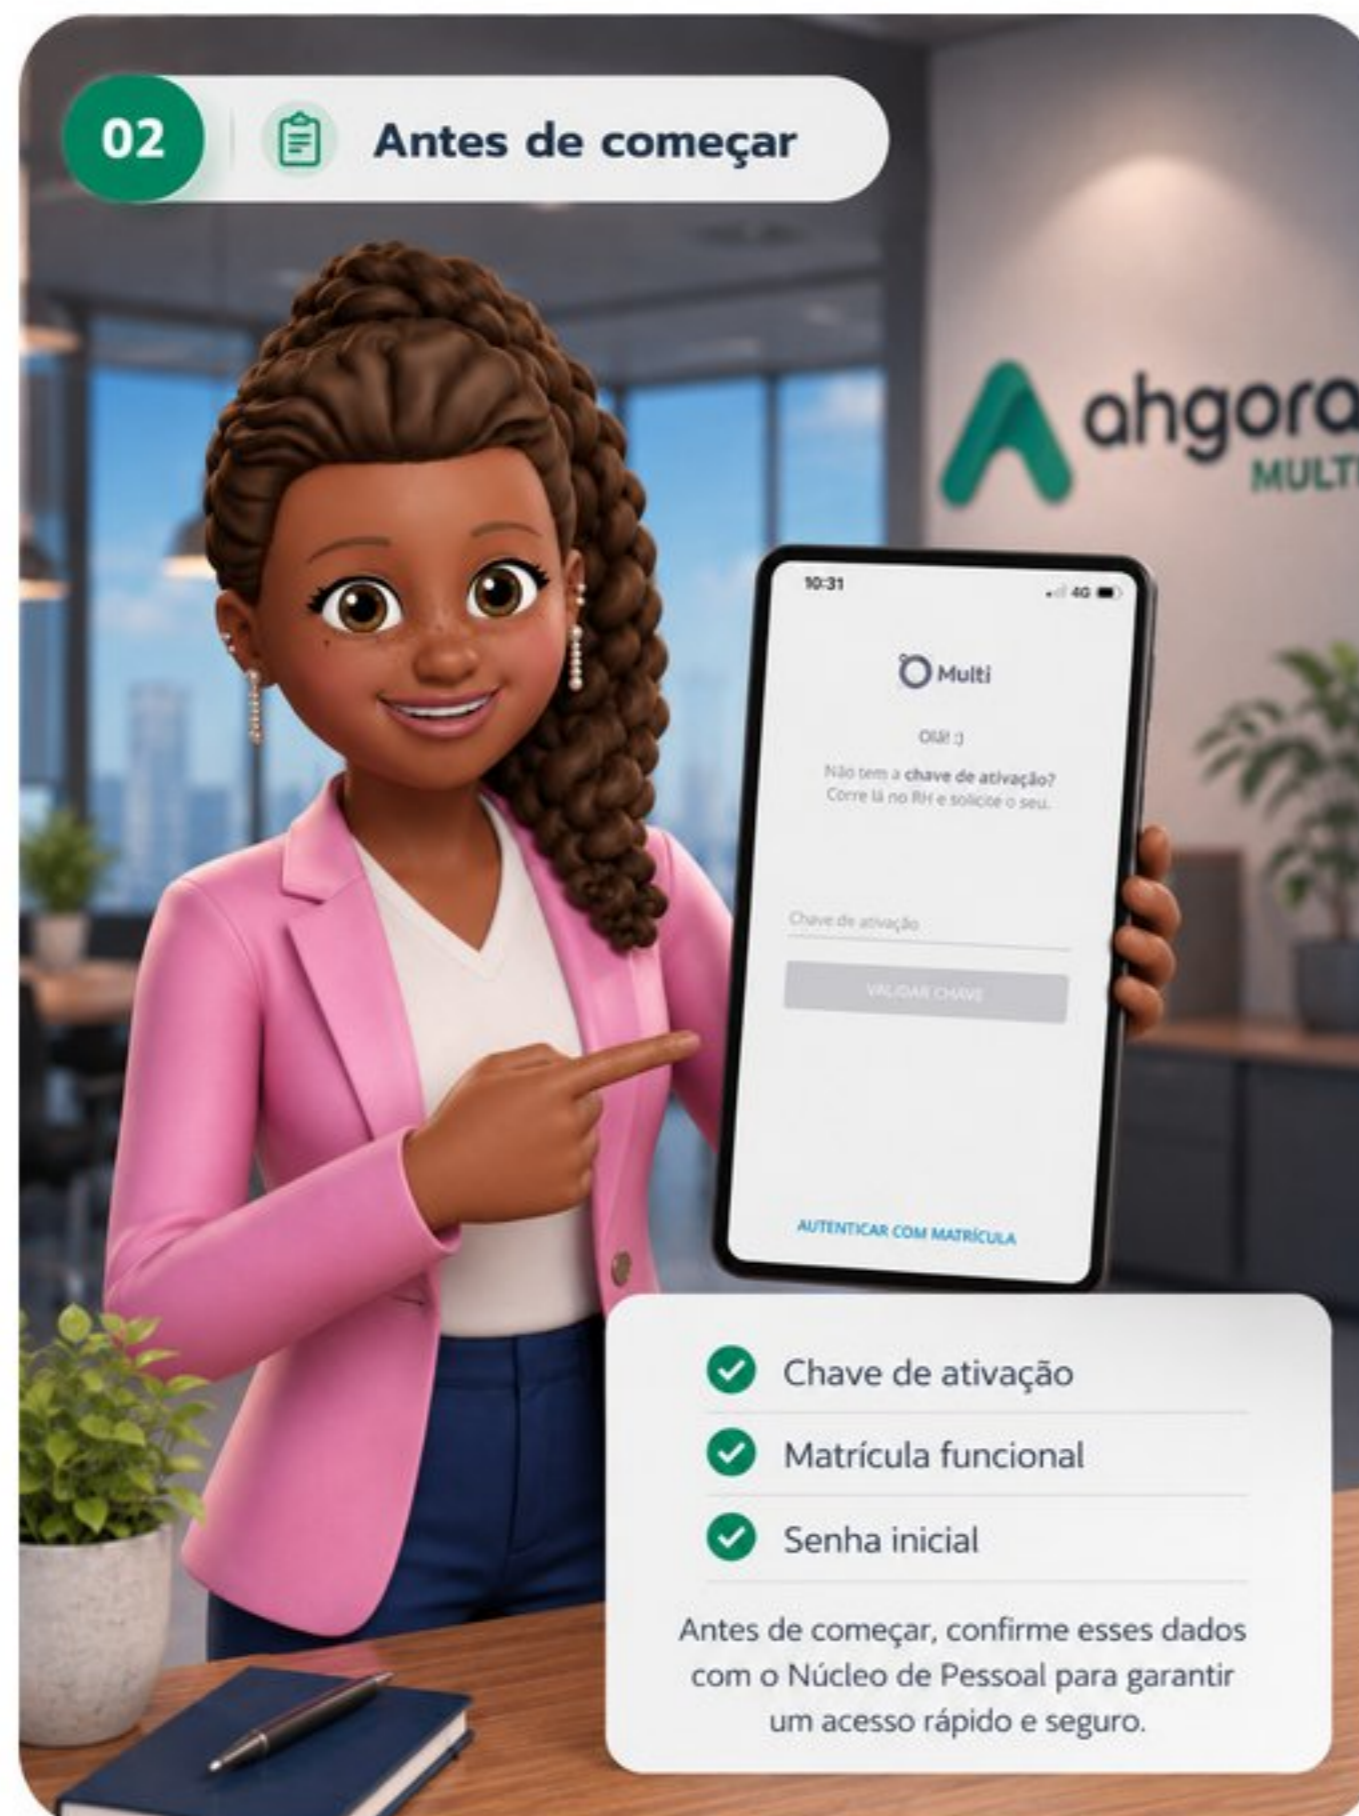 02
Antes de começar
ahgora
MULTI
10:31
4G
Multi
Olá! :)
Não tem a chave de ativação?
Corre lá no RH e solicite o seu.
Chave de ativação
VALIDAR CHAVE
AUTENTICAR COM MATRÍCULA
Chave de ativação
Matrícula funcional
Senha inicial
Antes de começar, confirme esses dados
com o Núcleo de Pessoal para garantir
um acesso rápido e seguro.